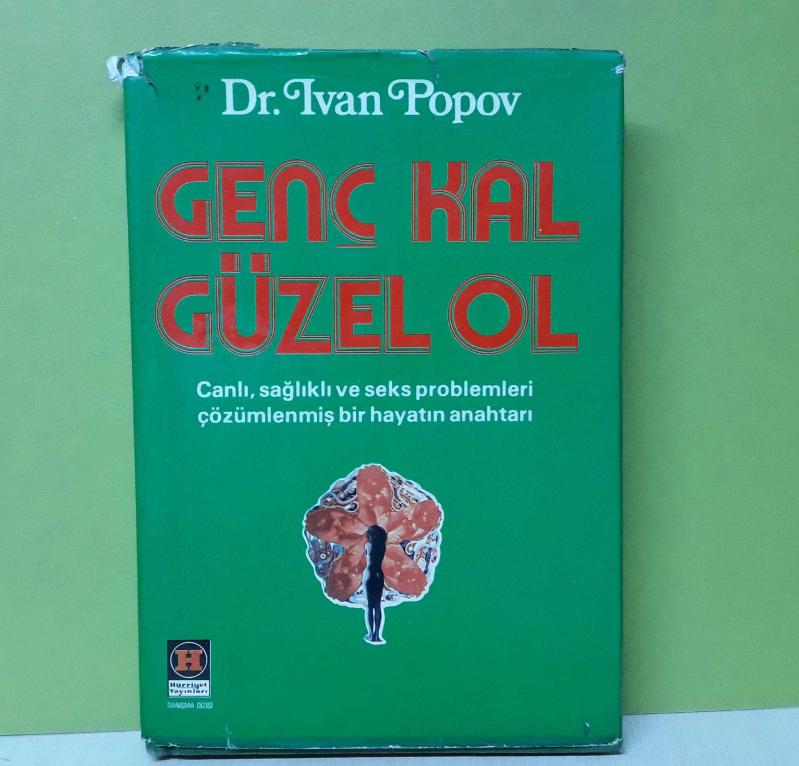 Dr. Ivan Popov
GENÇ KAL
GÜZEL OL
Canlı, sağlıklı ve seks problemleri
çözümlenmiş bir hayatın anahtarı
H
Hürriyet
Yayınları
DANIŞMA DİZİSİ